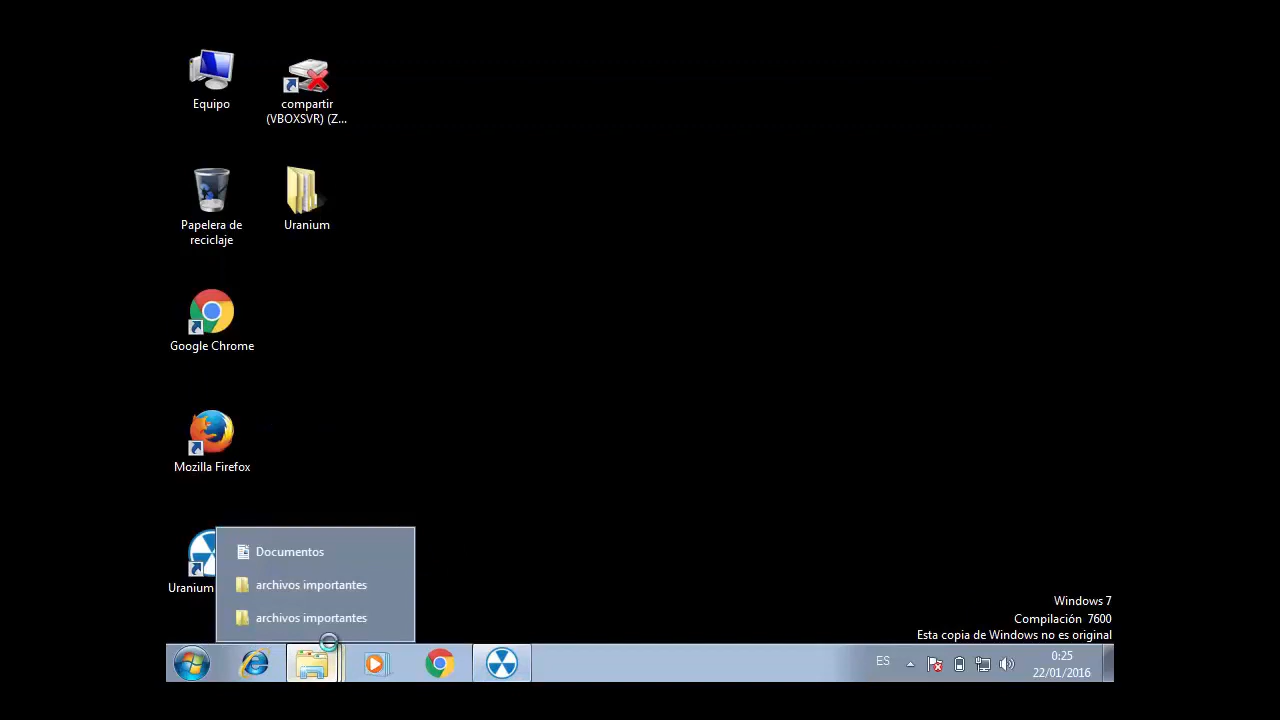 Equipo
compartir
(VBOXSVR) (Z...
Papelera de
reciclaje
Uranium
Google Chrome
Mozilla Firefox
Uranium
Documentos
archivos importantes
archivos importantes
Windows 7
Compilación 7600
Esta copia de Windows no es original
ES
0:25
22/01/2016